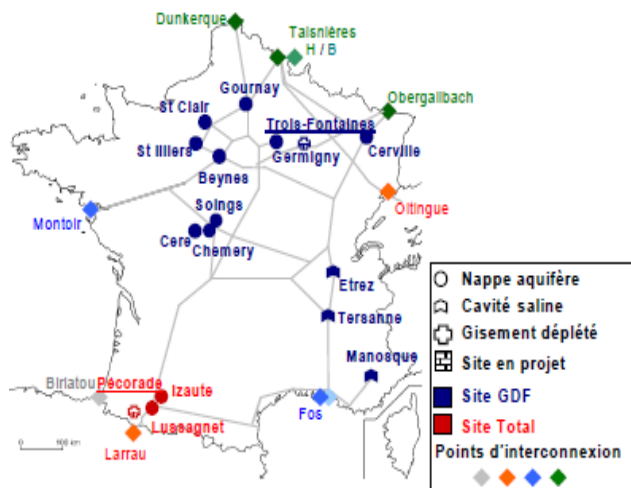 Dunkerque
Taisnières
H / B
Gournay
Obergailbach
St Clair
Trois-Fontaines
St Illiers
Germigny
Cerville
Beynes
Soings
Montoir
Oltingue
Cere
Chemery
Etrez
Tersanne
Manosque
Biriatou
Pécorade
Izaute
Fos
Lussagnet
Larrau
0 100 km
Nappe aquifère
Cavité saline
Gisement déplété
Site en projet
Site GDF
Site Total
Points d'interconnexion